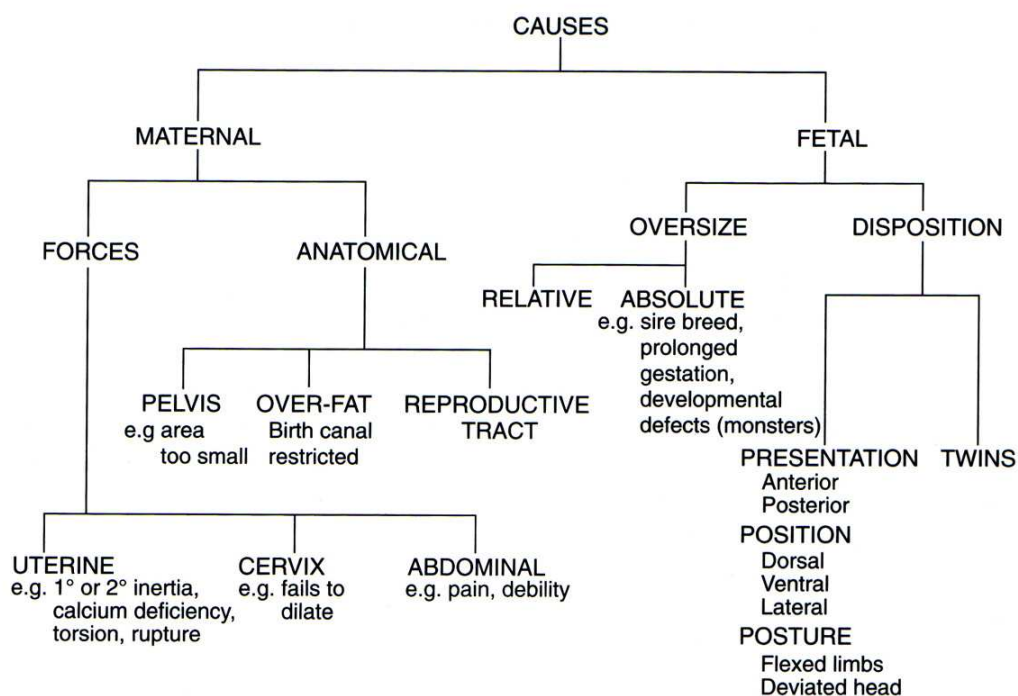 CAUSES
MATERNAL
FETAL
FORCES
ANATOMICAL
OVERSIZE
DISPOSITION
RELATIVE
ABSOLUTE
e.g. sire breed,
prolonged
gestation,
developmental
defects (monsters)
PELVIS
e.g area
too small
OVER-FAT
Birth canal
restricted
REPRODUCTIVE
TRACT
PRESENTATION
Anterior
Posterior
TWINS
POSITION
Dorsal
Ventral
Lateral
POSTURE
Flexed limbs
Deviated head
UTERINE
e.g. 1° or 2° inertia,
calcium deficiency,
torsion, rupture
CERVIX
e.g. fails to
dilate
ABDOMINAL
e.g. pain, debility